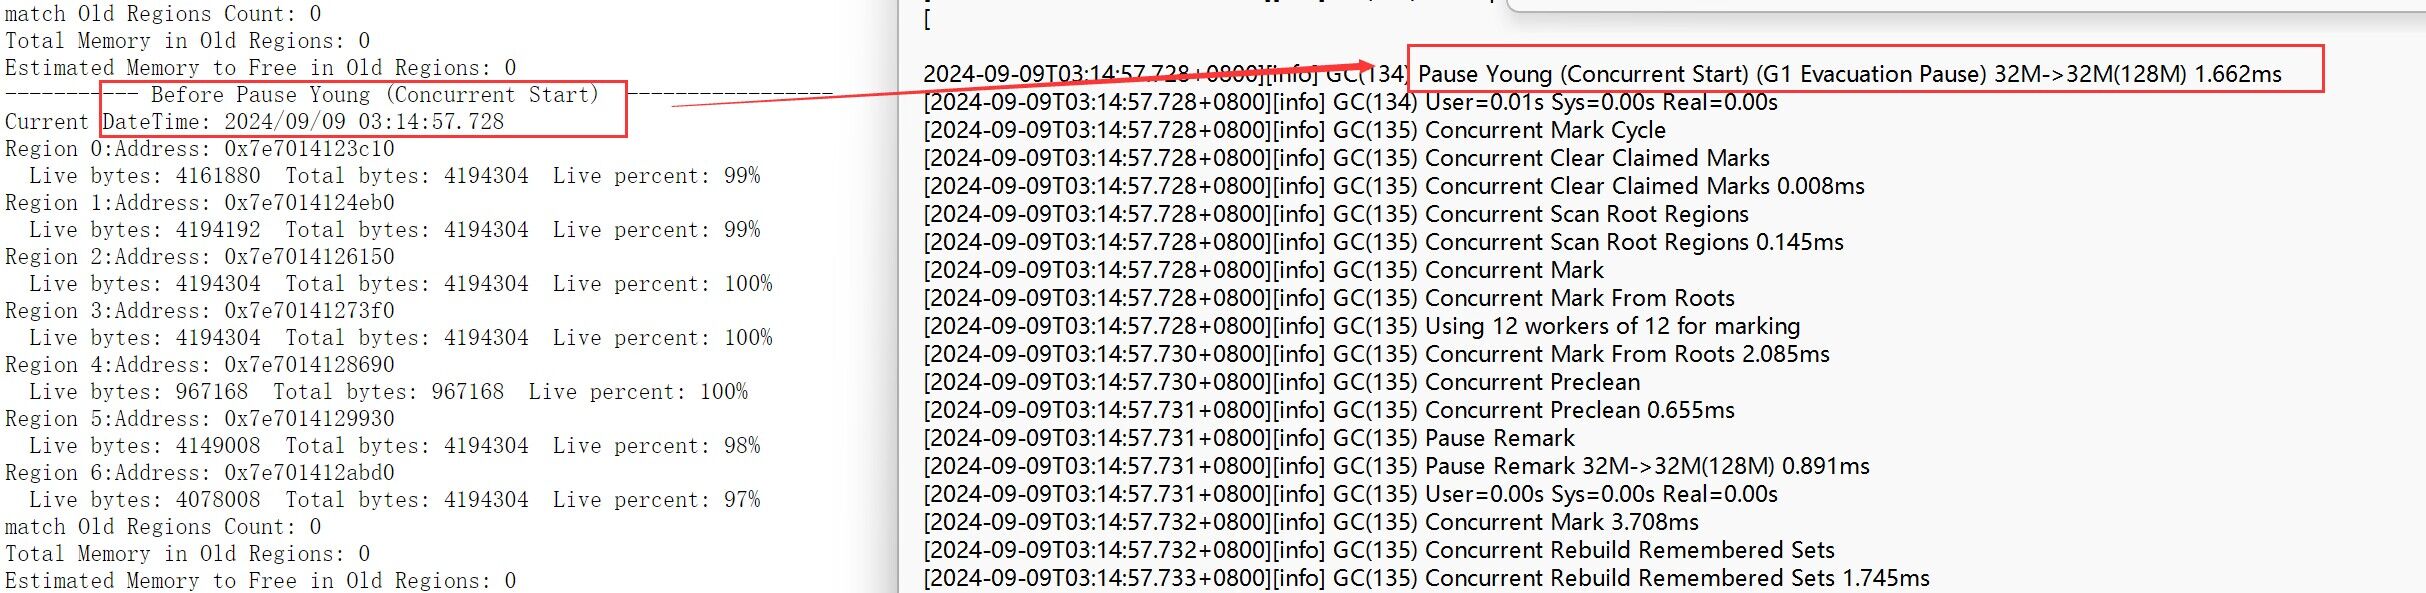 match Old Regions Count: 0
Total Memory in Old Regions: 0
Estimated Memory to Free in Old Regions: 0
----------- Before Pause Young (Concurrent Start) -----------------
Current DateTime: 2024/09/09 03:14:57.728
Region 0:Address: 0x7e7014123c10
  Live bytes: 4161880  Total bytes: 4194304  Live percent: 99%
Region 1:Address: 0x7e7014124eb0
  Live bytes: 4194192  Total bytes: 4194304  Live percent: 99%
Region 2:Address: 0x7e7014126150
  Live bytes: 4194304  Total bytes: 4194304  Live percent: 100%
Region 3:Address: 0x7e70141273f0
  Live bytes: 4194304  Total bytes: 4194304  Live percent: 100%
Region 4:Address: 0x7e7014128690
  Live bytes: 967168  Total bytes: 967168  Live percent: 100%
Region 5:Address: 0x7e7014129930
  Live bytes: 4149008  Total bytes: 4194304  Live percent: 98%
Region 6:Address: 0x7e701412abd0
  Live bytes: 4078008  Total bytes: 4194304  Live percent: 97%
match Old Regions Count: 0
Total Memory in Old Regions: 0
Estimated Memory to Free in Old Regions: 0
[
2024-09-09T03:14:57.728+0800][info] GC(134) Pause Young (Concurrent Start) (G1 Evacuation Pause) 32M->32M(128M) 1.662ms
[2024-09-09T03:14:57.728+0800][info] GC(134) User=0.01s Sys=0.00s Real=0.00s
[2024-09-09T03:14:57.728+0800][info] GC(135) Concurrent Mark Cycle
[2024-09-09T03:14:57.728+0800][info] GC(135) Concurrent Clear Claimed Marks
[2024-09-09T03:14:57.728+0800][info] GC(135) Concurrent Clear Claimed Marks 0.008ms
[2024-09-09T03:14:57.728+0800][info] GC(135) Concurrent Scan Root Regions
[2024-09-09T03:14:57.728+0800][info] GC(135) Concurrent Scan Root Regions 0.145ms
[2024-09-09T03:14:57.728+0800][info] GC(135) Concurrent Mark
[2024-09-09T03:14:57.728+0800][info] GC(135) Concurrent Mark From Roots
[2024-09-09T03:14:57.728+0800][info] GC(135) Using 12 workers of 12 for marking
[2024-09-09T03:14:57.730+0800][info] GC(135) Concurrent Mark From Roots 2.085ms
[2024-09-09T03:14:57.730+0800][info] GC(135) Concurrent Preclean
[2024-09-09T03:14:57.731+0800][info] GC(135) Concurrent Preclean 0.655ms
[2024-09-09T03:14:57.731+0800][info] GC(135) Pause Remark
[2024-09-09T03:14:57.731+0800][info] GC(135) Pause Remark 32M->32M(128M) 0.891ms
[2024-09-09T03:14:57.731+0800][info] GC(135) User=0.00s Sys=0.00s Real=0.00s
[2024-09-09T03:14:57.732+0800][info] GC(135) Concurrent Mark 3.708ms
[2024-09-09T03:14:57.732+0800][info] GC(135) Concurrent Rebuild Remembered Sets
[2024-09-09T03:14:57.733+0800][info] GC(135) Concurrent Rebuild Remembered Sets 1.745ms